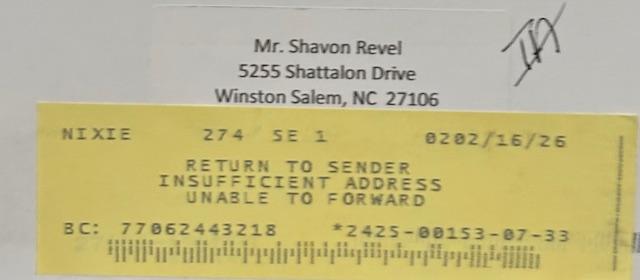 Mr. Shavon Revel
5255 Shattalon Drive
Winston Salem, NC 27106
NIXIE 274 SE 1 0202/16/26
RETURN TO SENDER
INSUFFICIENT ADDRESS
UNABLE TO FORWARD
BC: 77062443218 *2425-00153-07-33